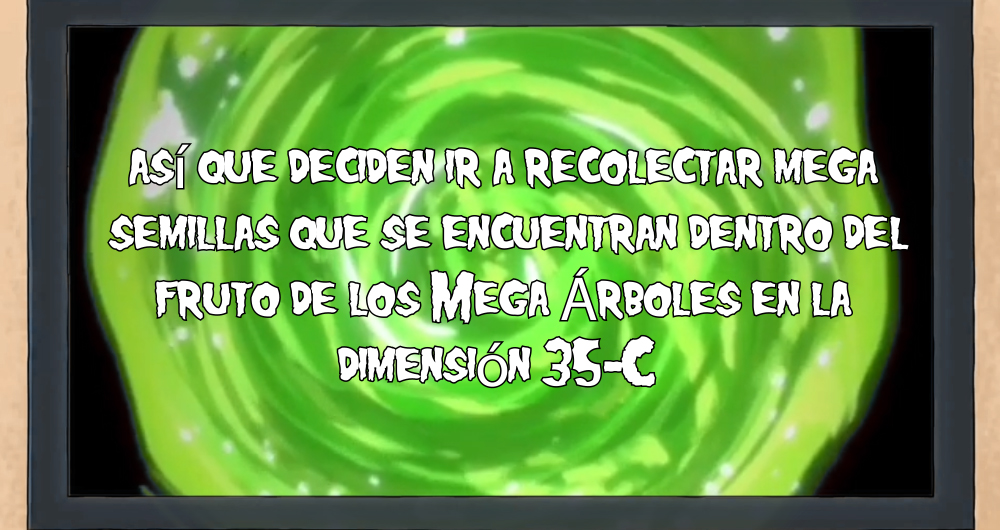 así que deciden ir a recolectar mega
semillas que se encuentran dentro del
fruto de los Mega Árboles en la
dimensión 35-C